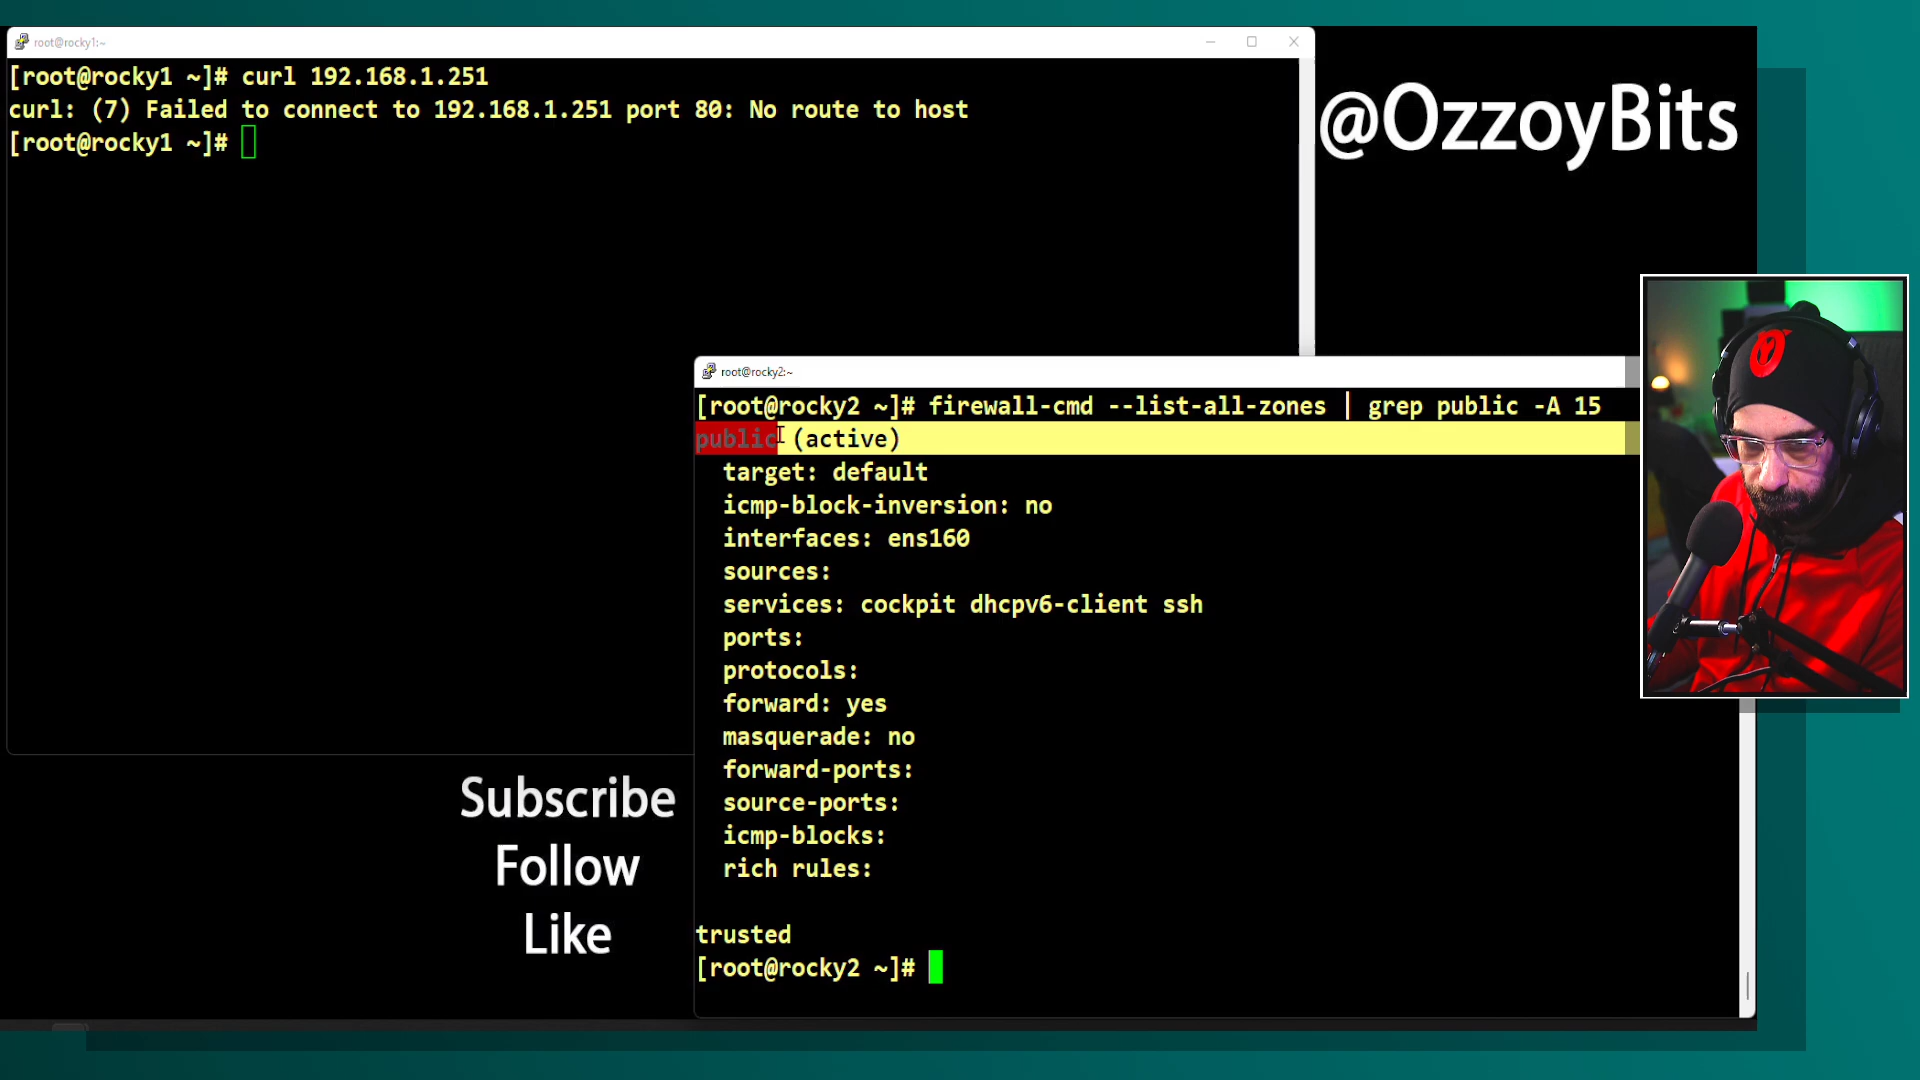 root@rocky1:~
[root@rocky1 ~]# curl 192.168.1.251
curl: (7) Failed to connect to 192.168.1.251 port 80: No route to host
[root@rocky1 ~]#
@OzzoyBits
root@rocky2:~
[root@rocky2 ~]# firewall-cmd --list-all-zones | grep public -A 15
public (active)
  target: default
  icmp-block-inversion: no
  interfaces: ens160
  sources:
  services: cockpit dhcpv6-client ssh
  ports:
  protocols:
  forward: yes
  masquerade: no
  forward-ports:
  source-ports:
  icmp-blocks:
  rich rules:
trusted
[root@rocky2 ~]#
Subscribe
Follow
Like